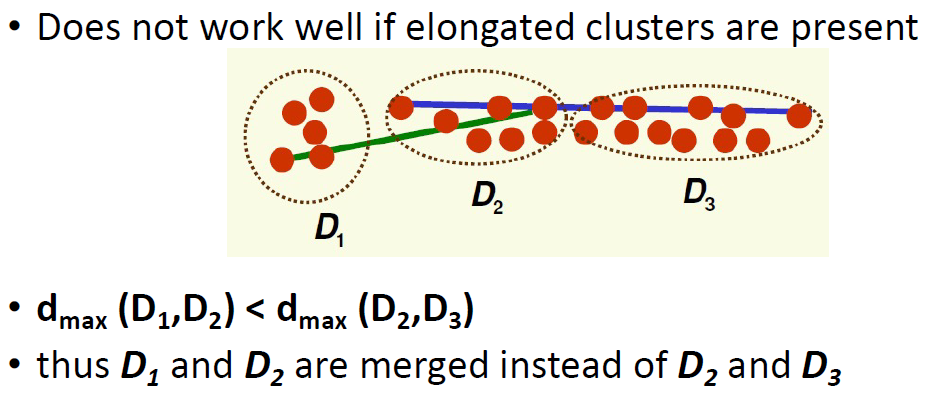 • Does not work well if elongated clusters are present
D₁
D₂
D₃
• dₘₐₓ (D₁,D₂) < dₘₐₓ (D₂,D₃)
• thus D₁ and D₂ are merged instead of D₂ and D₃